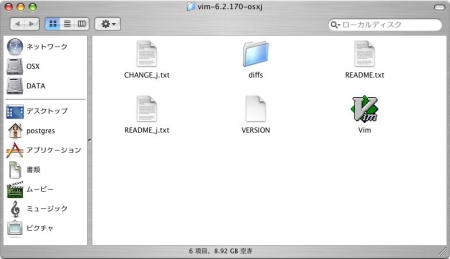 vim-6.2.170-osxj
ローカルディスク
ネットワーク
OSX
DATA
デスクトップ
postgres
アプリケーション
書類
ムービー
ミュージック
ピクチャ
CHANGE_j.txt
diffs
README.txt
README_j.txt
VERSION
Vim
6 項目、8.92 GB 空き